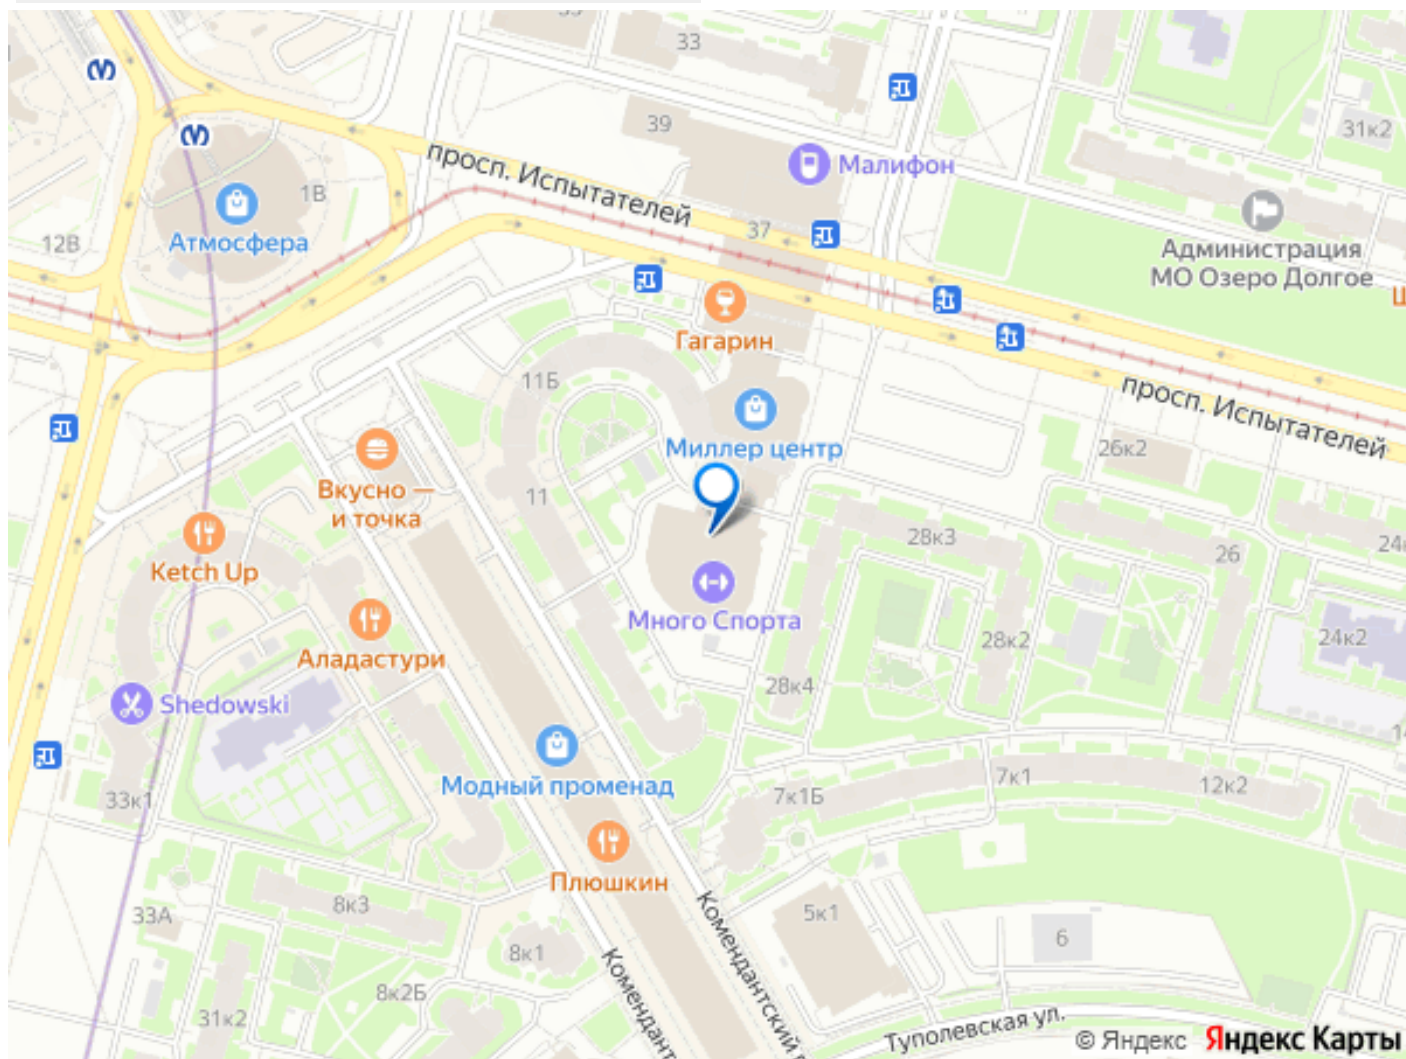 33
39
31к2
Малифон
просп. Испытателей
1В
12В
Атмосфера
37
Администрация
МО Озеро Долгое
Гагарин
11Б
просп. Испытателей
Миллер центр
26к2
Вкусно —
и точка
11
28к3
26
Ketch Up
Много Спорта
28к2
24к2
Аладастури
28к4
Shedowski
Модный променад
7к1
12к2
7к1Б
33к1
Плюшкин
8к3
33А
5к1
6
8к1
8к2Б
31к2
Комендантский
Комендант
Туполевская ул.
© Яндекс Яндекс Карты